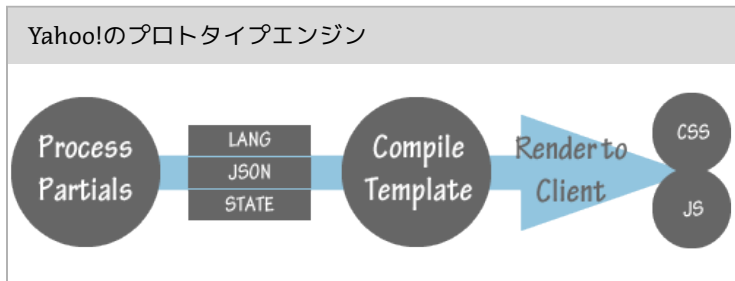 Yahoo!のプロトタイプエンジン
Process
Partials
LANG
JSON
STATE
Compile
Template
Render to
Client
CSS
JS